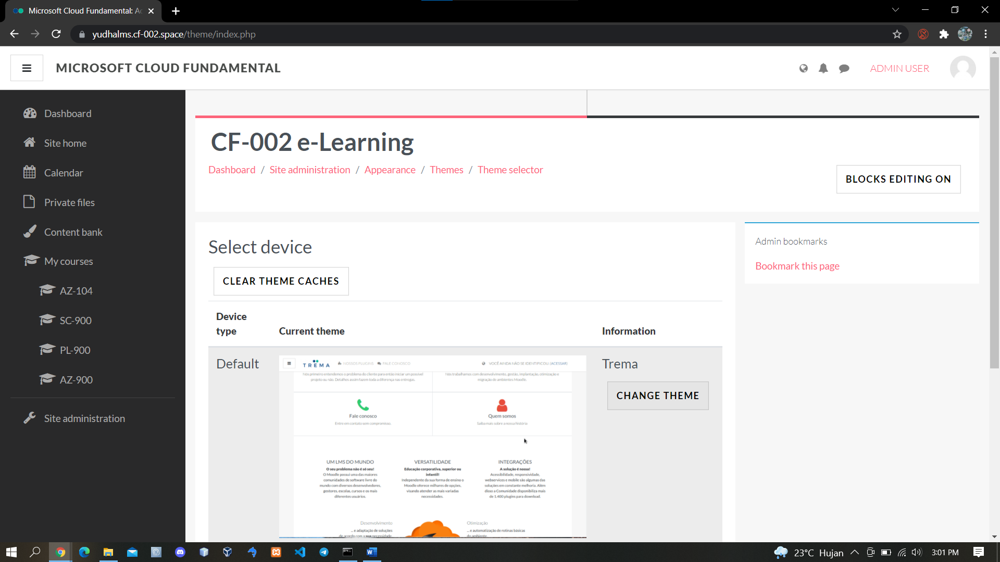 Microsoft Cloud Fundamental: Ac
yudhalms.cf-002.space/theme/index.php
MICROSOFT CLOUD FUNDAMENTAL
ADMIN USER
Dashboard
Site home
Calendar
Private files
Content bank
My courses
AZ-104
SC-900
PL-900
AZ-900
Site administration
CF-002 e-Learning
Dashboard / Site administration / Appearance / Themes / Theme selector
BLOCKS EDITING ON
Select device
CLEAR THEME CACHES
Device type
Current theme
Information
Default
TREMA
NOSSOS PLUGINS
FALE CONOSCO
VOCÊ AINDA NÃO SE IDENTIFICOU. (ACESSAR)
Nós primeiro entendemos o problema do cliente para então iniciar um possível
projeto ou não. Detalhes assim fazem toda a diferença nas entregas.
Nós trabalhamos com desenvolvimento, gestão, implantação, otimização e
migração de ambientes Moodle.
Fale conosco
Entre em contato sem compromisso.
Quem somos
Saiba mais sobre a nossa história
UM LMS DO MUNDO
O seu problema não é só seu!
O Moodle possui uma das maiores
comunidades de software livre do
mundo com diversos desenvolvedores,
gestores, escolas, cursos e os mais
diferentes usuários.
VERSATILIDADE
Educação corporativa, superior ou
infantil!
Independente da sua forma de ensino o
Moodle oferece milhares de opções,
visando atender as mais variadas
necessidades.
INTEGRAÇÕES
A solução é nossa!
Acessibilidade, responsividade,
webservices e mobile são algumas das
soluções em constante melhoria. Além
disso a Comunidade disponibiliza mais
de 1.400 plugins para download.
Desenvolvimento
... e adaptação de soluções
de acordo com a sua necessidade.
Otimização
... e automatização de rotinas básicas
do ambiente.
Trema
CHANGE THEME
Admin bookmarks
Bookmark this page
23°C Hujan
3:01 PM